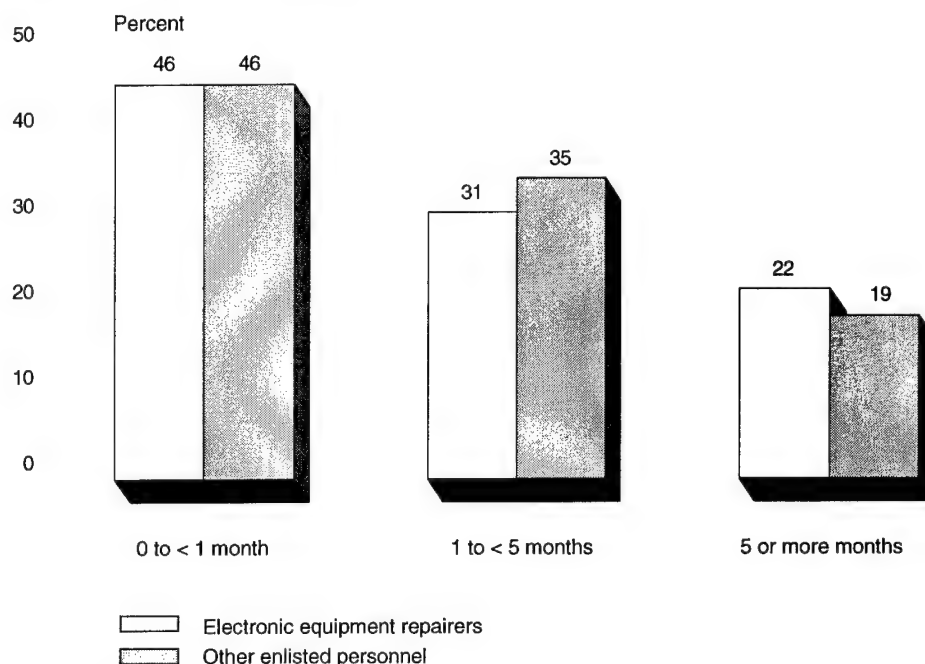 Percent
50
46 46
40
35
31
30
22
19
20
10
0
0 to < 1 month 1 to < 5 months 5 or more months
Electronic equipment repairers
Other enlisted personnel